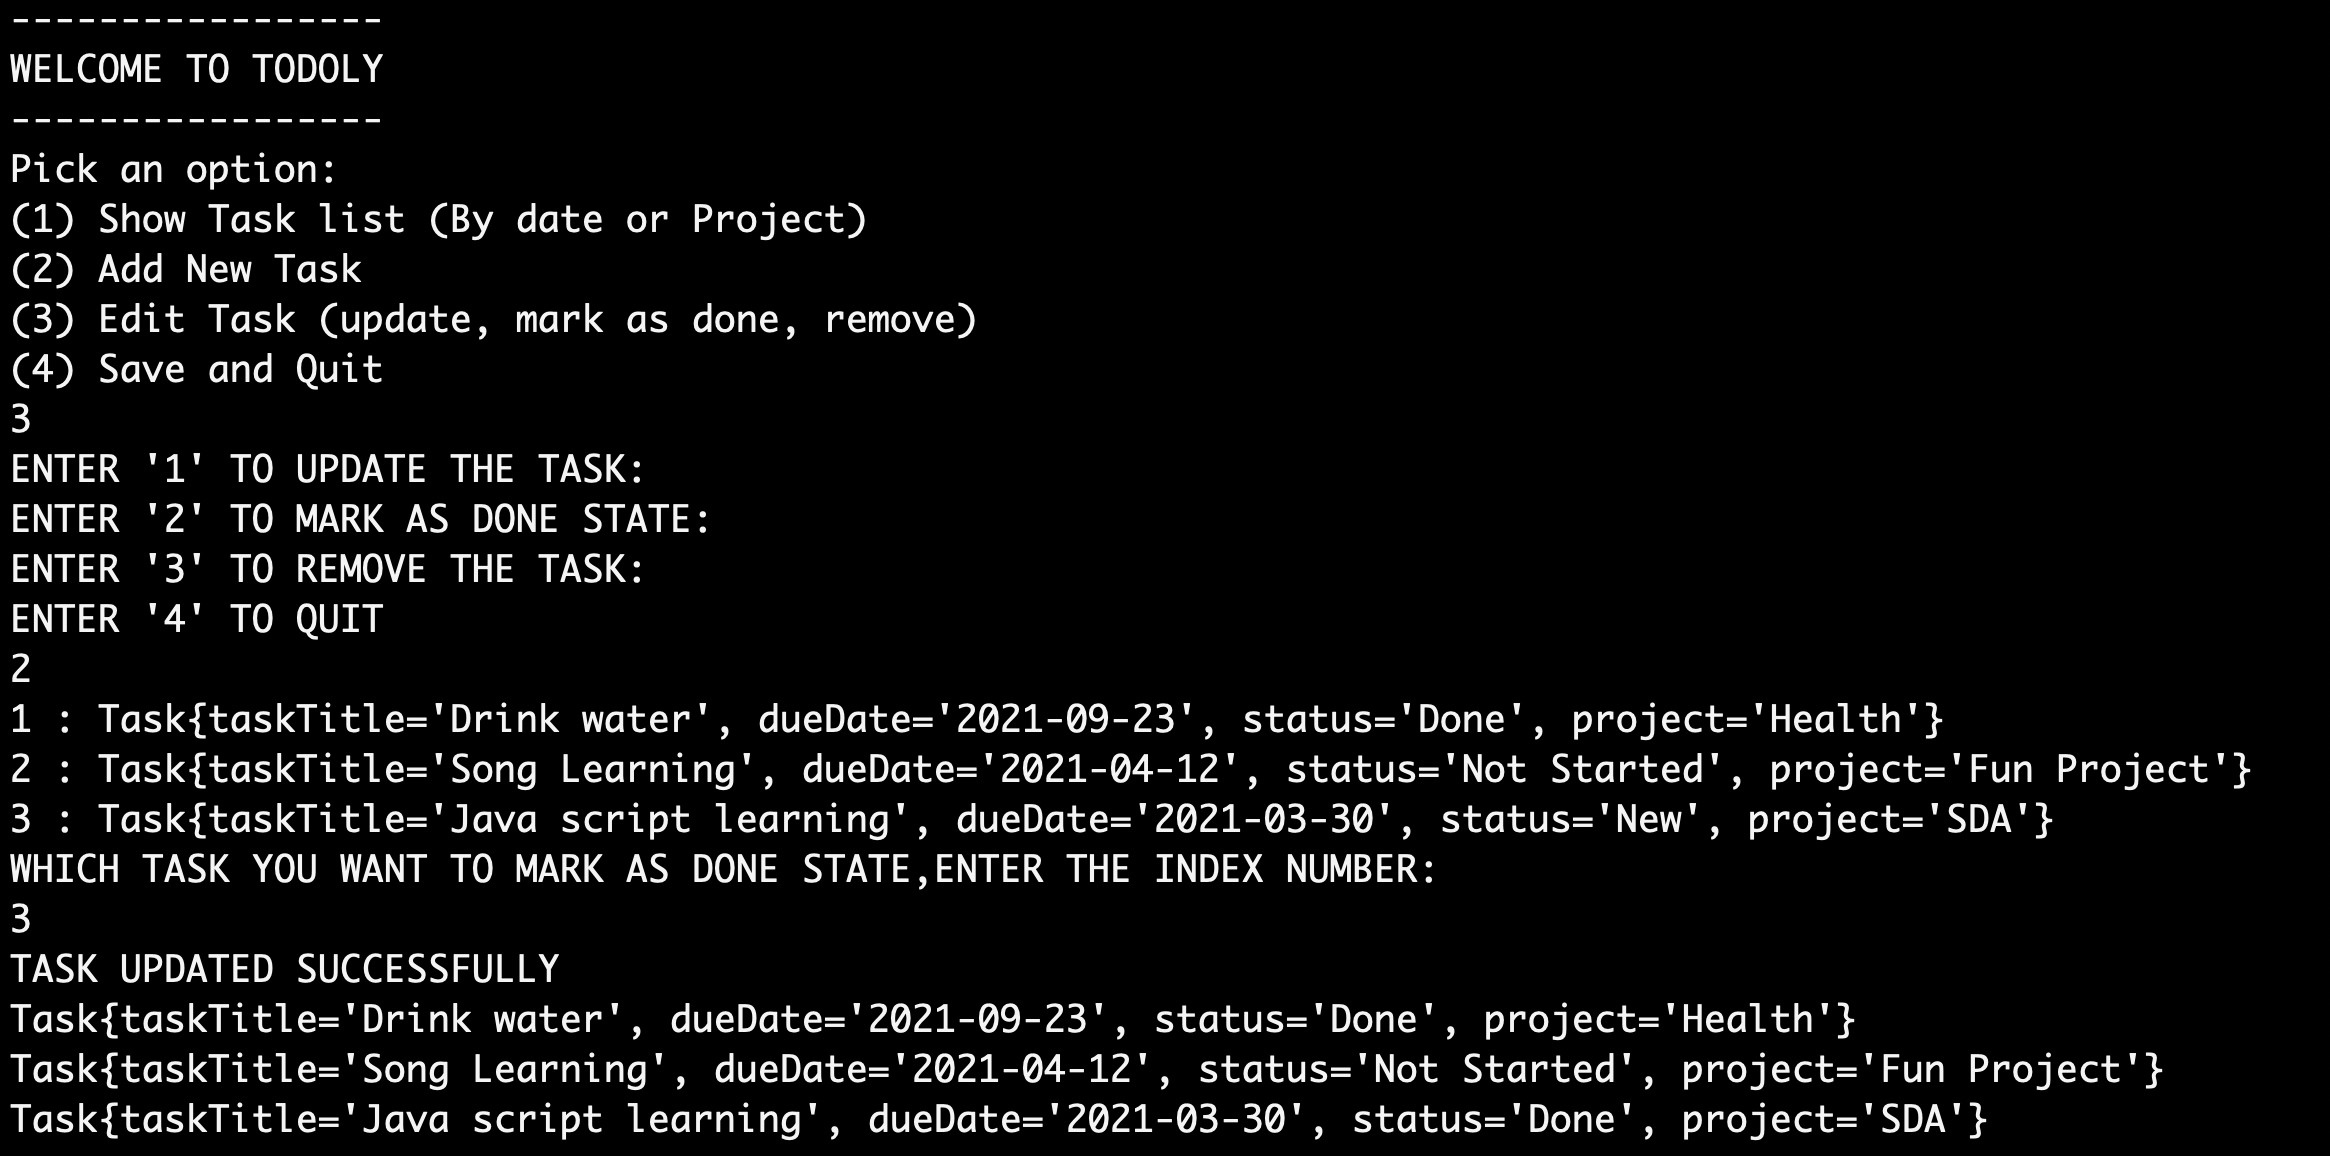 -----------------
WELCOME TO TODOLY
-----------------
Pick an option:
(1) Show Task list (By date or Project)
(2) Add New Task
(3) Edit Task (update, mark as done, remove)
(4) Save and Quit
3
ENTER '1' TO UPDATE THE TASK:
ENTER '2' TO MARK AS DONE STATE:
ENTER '3' TO REMOVE THE TASK:
ENTER '4' TO QUIT
2
1 : Task{taskTitle='Drink water', dueDate='2021-09-23', status='Done', project='Health'}
2 : Task{taskTitle='Song Learning', dueDate='2021-04-12', status='Not Started', project='Fun Project'}
3 : Task{taskTitle='Java script learning', dueDate='2021-03-30', status='New', project='SDA'}
WHICH TASK YOU WANT TO MARK AS DONE STATE,ENTER THE INDEX NUMBER:
3
TASK UPDATED SUCCESSFULLY
Task{taskTitle='Drink water', dueDate='2021-09-23', status='Done', project='Health'}
Task{taskTitle='Song Learning', dueDate='2021-04-12', status='Not Started', project='Fun Project'}
Task{taskTitle='Java script learning', dueDate='2021-03-30', status='Done', project='SDA'}